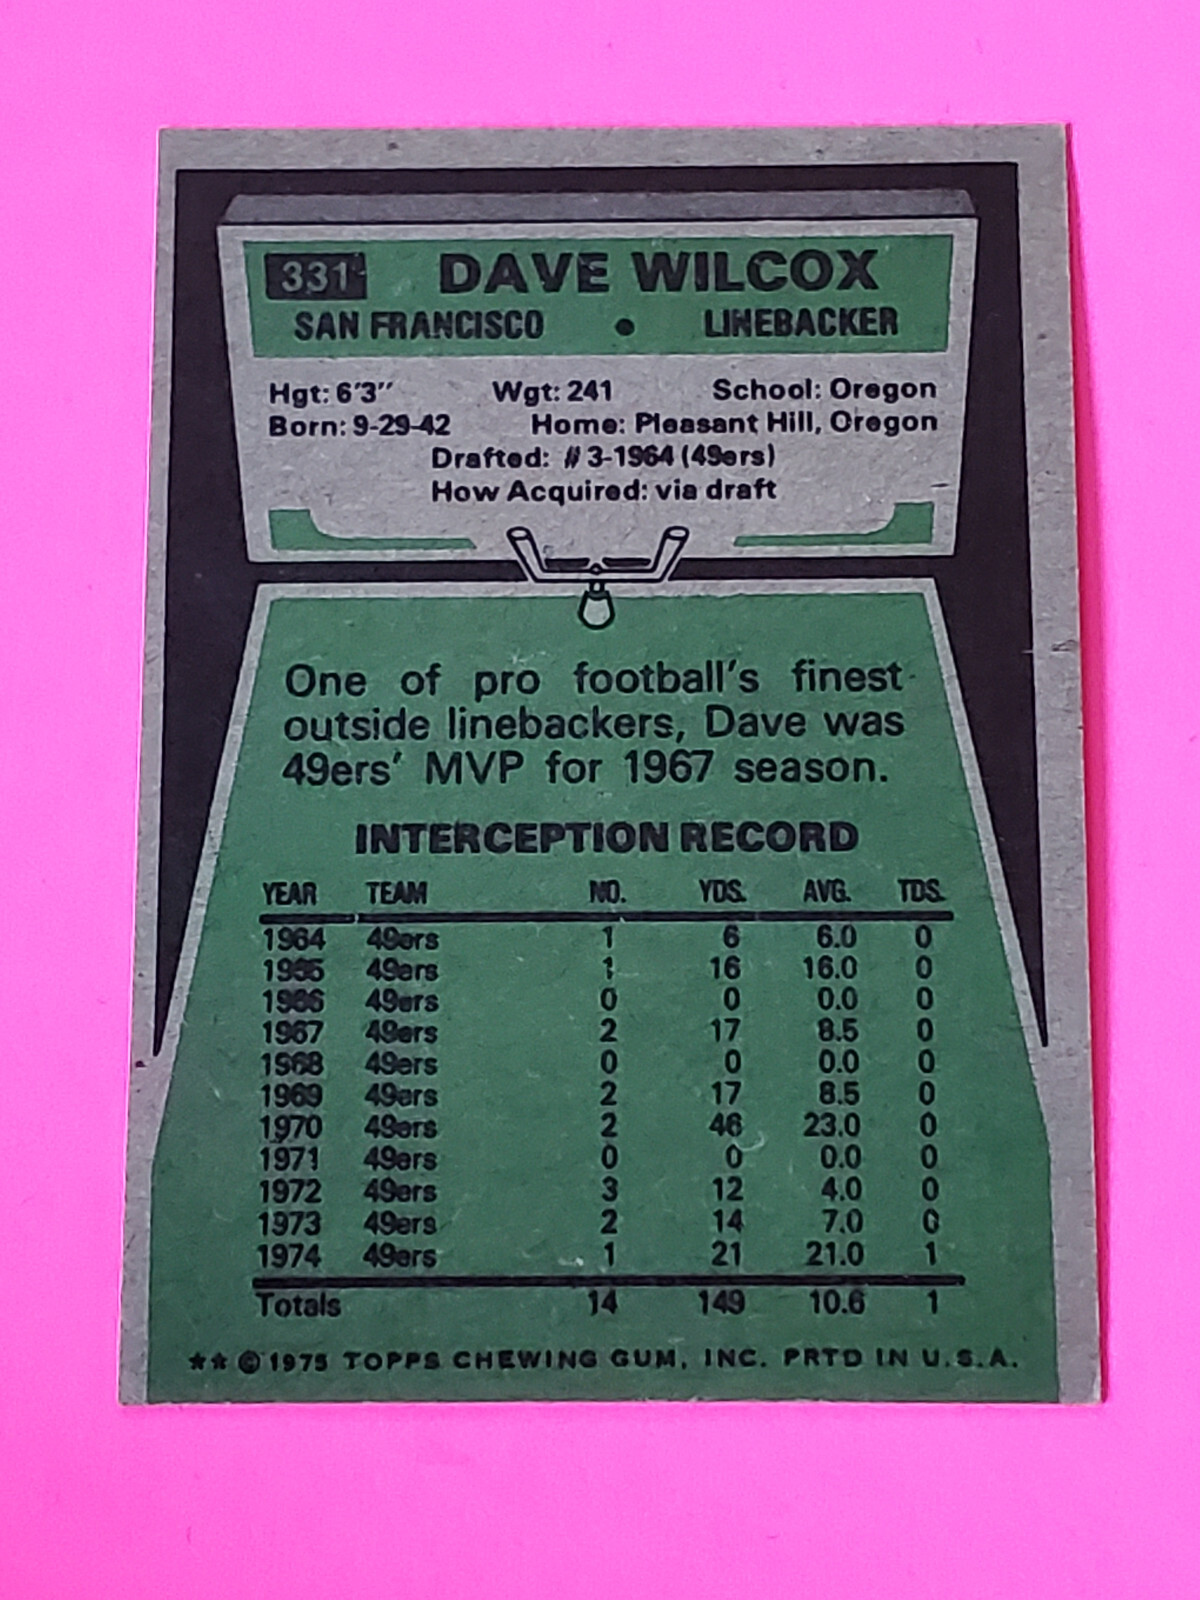 331 DAVE WILCOX
SAN FRANCISCO • LINEBACKER
Hgt: 6'3" Wgt: 241 School: Oregon
Born: 9-29-42 Home: Pleasant Hill, Oregon
Drafted: #3-1964 (49ers)
How Acquired: via draft
One of pro football's finest
outside linebackers, Dave was
49ers' MVP for 1967 season.
INTERCEPTION RECORD
YEAR TEAM NO. YDS. AVG. TDS.
1964 49ers 1 6 6.0 0
1965 49ers 1 16 16.0 0
1966 49ers 0 0 0.0 0
1967 49ers 2 17 8.5 0
1968 49ers 0 0 0.0 0
1969 49ers 2 17 8.5 0
1970 49ers 2 46 23.0 0
1971 49ers 0 0 0.0 0
1972 49ers 3 12 4.0 0
1973 49ers 2 14 7.0 0
1974 49ers 1 21 21.0 1
Totals 14 149 10.6 1
★★ © 1975 TOPPS CHEWING GUM, INC. PRTD IN U.S.A.